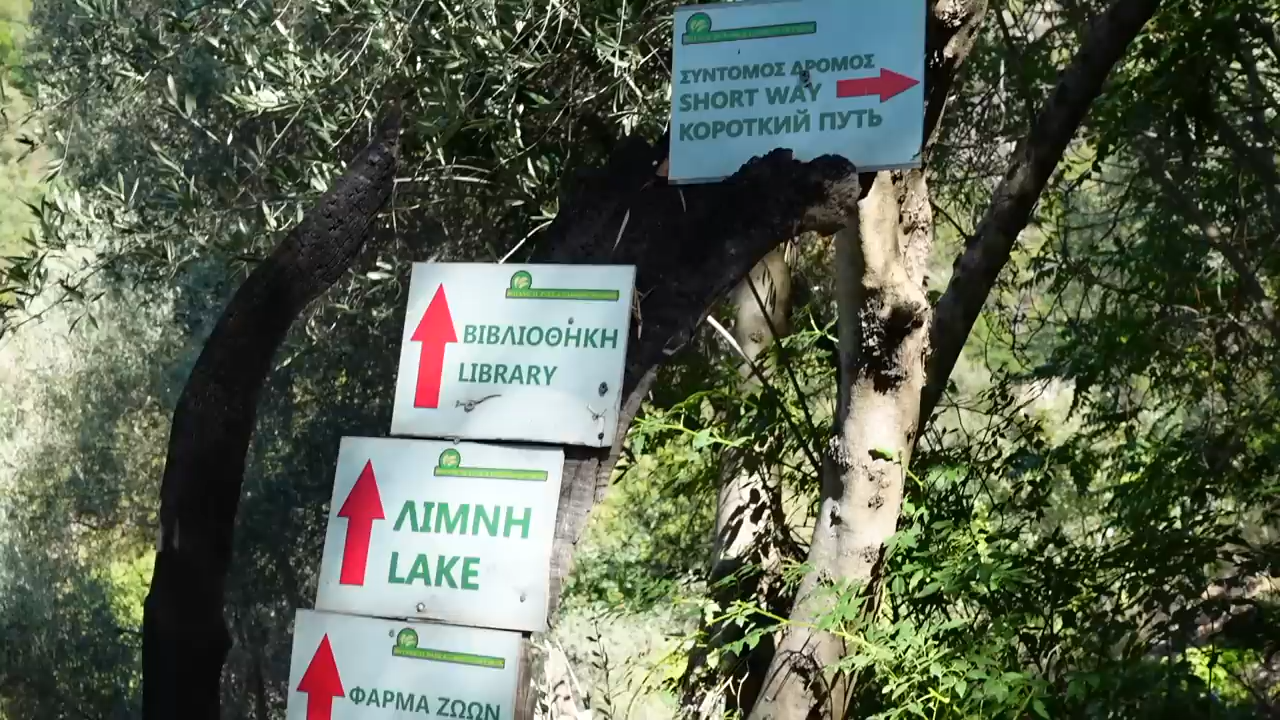 ΣΥΝΤΟΜΟΣ ΔΡΟΜΟΣ
SHORT WAY
КОРОТКИЙ ПУТЬ
ΒΙΒΛΙΟΘΗΚΗ
LIBRARY
ΛΙΜΝΗ
LAKE
ΦΑΡΜΑ ΖΩΩΝ